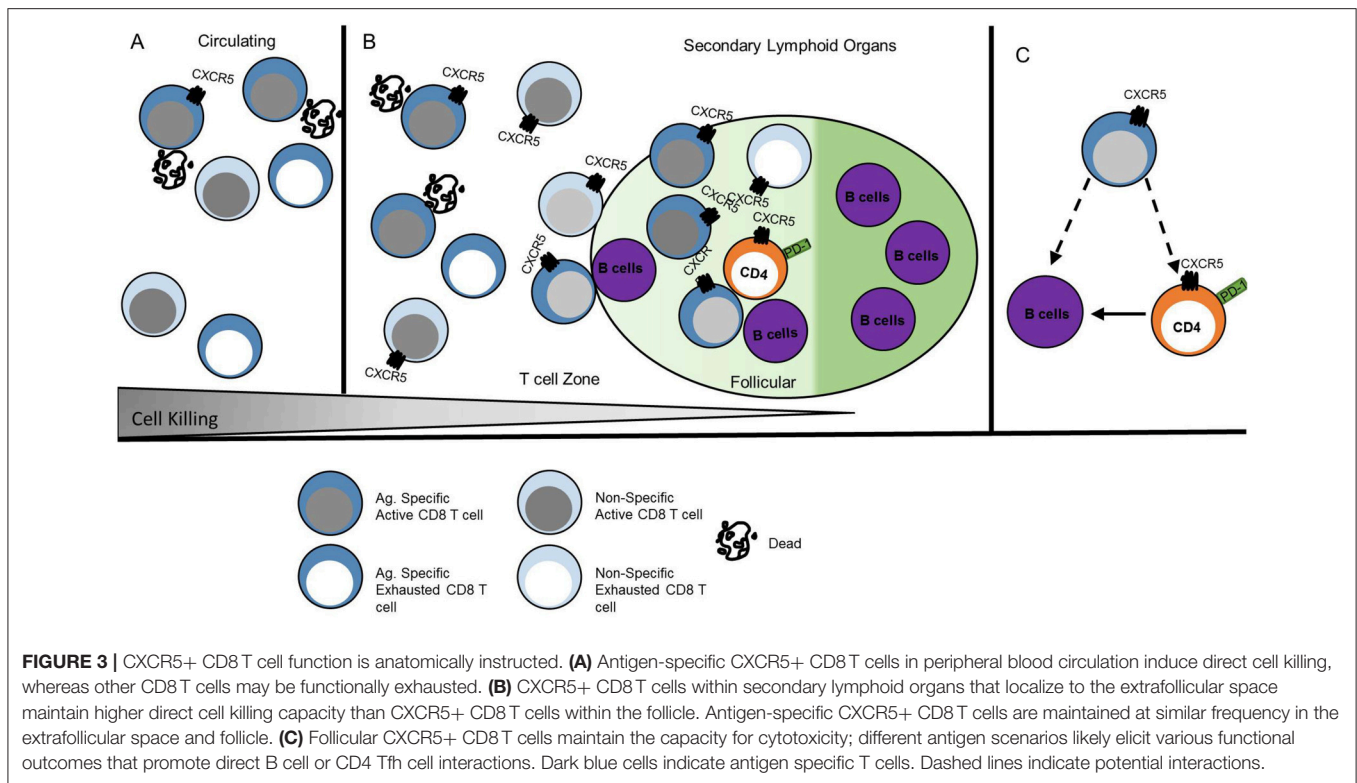 A
Circulating
CXCR5
B
Secondary Lymphoid Organs
CXCR5
CXCR5
CXCR5
CXCR5
CXCR5
CXCR5
CXCR5
CXCR5
CXCR
CXCR5
PD-1
CD4
B cells
B cells
B cells
B cells
B cells
B cells
T cell Zone
Follicular
Cell Killing
C
CXCR5
CXCR5
PD-1
B cells
CD4
Ag. Specific
Active CD8 T cell
Non-Specific
Active CD8 T cell
Dead
Ag. Specific
Exhausted CD8 T
cell
Non-Specific
Exhausted CD8 T
cell
FIGURE 3 | CXCR5+ CD8 T cell function is anatomically instructed. (A) Antigen-specific CXCR5+ CD8 T cells in peripheral blood circulation induce direct cell killing,
whereas other CD8 T cells may be functionally exhausted. (B) CXCR5+ CD8 T cells within secondary lymphoid organs that localize to the extrafollicular space
maintain higher direct cell killing capacity than CXCR5+ CD8 T cells within the follicle. Antigen-specific CXCR5+ CD8 T cells are maintained at similar frequency in the
extrafollicular space and follicle. (C) Follicular CXCR5+ CD8 T cells maintain the capacity for cytotoxicity; different antigen scenarios likely elicit various functional
outcomes that promote direct B cell or CD4 Tfh cell interactions. Dark blue cells indicate antigen specific T cells. Dashed lines indicate potential interactions.